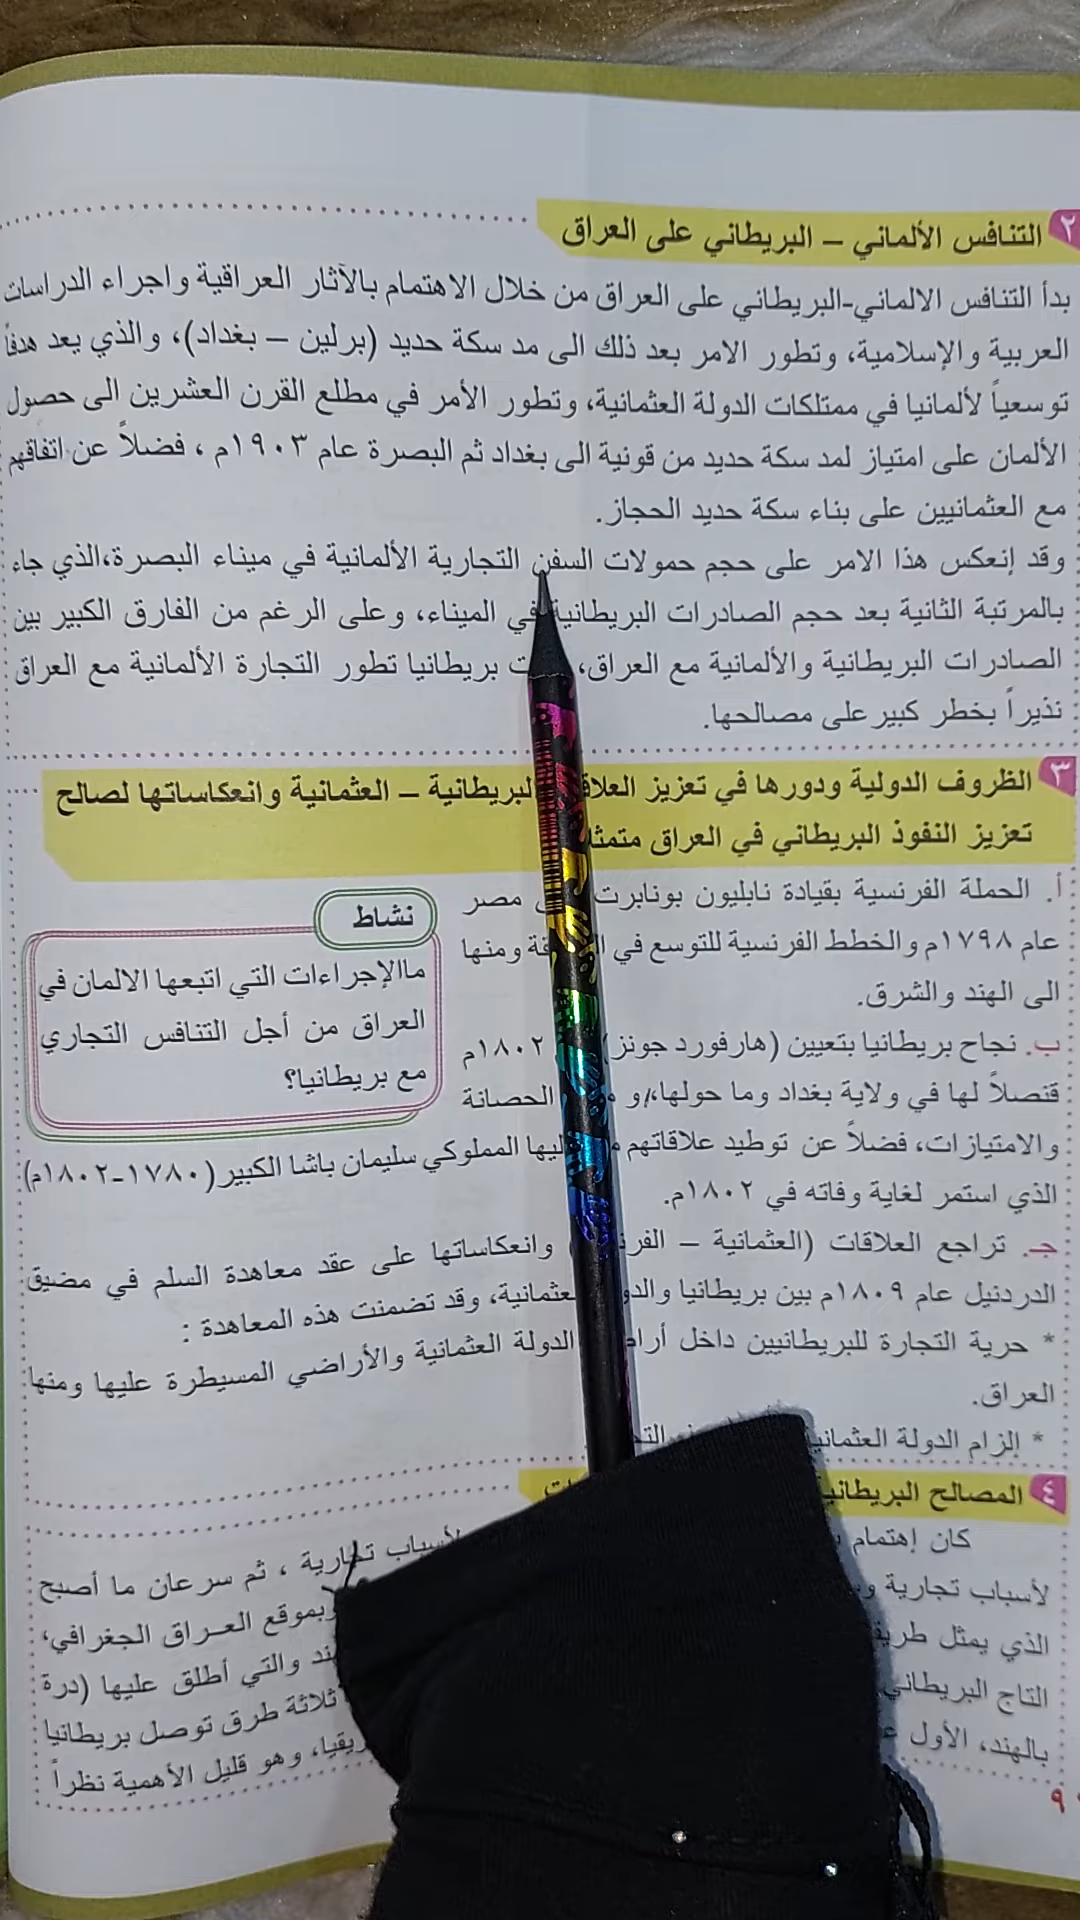 ٢
التنافس الألماني – البريطاني على العراق
بدأ التنافس الالماني-البريطاني على العراق من خلال الاهتمام بالآثار العراقية واجراء الدراسات
العربية والإسلامية، وتطور الامر بعد ذلك الى مد سكة حديد (برلين – بغداد)، والذي يعد هدفاً
توسعياً لألمانيا في ممتلكات الدولة العثمانية، وتطور الأمر في مطلع القرن العشرين الى حصول
الألمان على امتياز لمد سكة حديد من قونية الى بغداد ثم البصرة عام ١٩٠٣م ، فضلاً عن اتفاقهم
مع العثمانيين على بناء سكة حديد الحجاز.
وقد إنعكس هذا الامر على حجم حمولات السفن التجارية الألمانية في ميناء البصرة،الذي جاء
بالمرتبة الثانية بعد حجم الصادرات البريطانية في الميناء، وعلى الرغم من الفارق الكبير بين
الصادرات البريطانية والألمانية مع العراق، بريطانيا تطور التجارة الألمانية مع العراق
نذيراً بخطر كبير على مصالحها.
٣
الظروف الدولية ودورها في تعزيز البريطانية – العثمانية وانعكاساتها لصالح
تعزيز النفوذ البريطاني في العراق
أ. الحملة الفرنسية بقيادة نابليون بونابرت مصر
عام ١٧٩٨م والخطط الفرنسية للتوسع في ومنها
الى الهند والشرق.
ب. نجاح بريطانيا بتعيين (هارفورد جونز) ١٨٠٢م
قنصلاً لها في ولاية بغداد وما حولها، الحصانة
والامتيازات، فضلاً عن توطيد علاقاتهم واليها المملوكي سليمان باشا الكبير (١٧٨٠-١٨٠٢م)
الذي استمر لغاية وفاته في ١٨٠٢م.
نشاط
ماالإجراءات التي اتبعها الالمان في
العراق من أجل التنافس التجاري
مع بريطانيا؟
جـ. تراجع العلاقات (العثمانية – وانعكاساتها على عقد معاهدة السلم في مضيق
الدردنيل عام ١٨٠٩م بين بريطانيا العثمانية، وقد تضمنت هذه المعاهدة :
* حرية التجارة للبريطانيين داخل الدولة العثمانية والأراضي المسيطرة عليها ومنها
العراق.
* إلزام الدولة العثمانية
٤
المصالح البريطانية
كان إهتمام لأسباب تجارية ، ثم سرعان ما أصبح
لأسباب تجارية بموقع العراق الجغرافي،
الذي يمثل والتي أطلق عليها (درة
التاج البريطاني ثلاثة طرق توصل بريطانيا
بالهند، الأول وهو قليل الأهمية نظراً